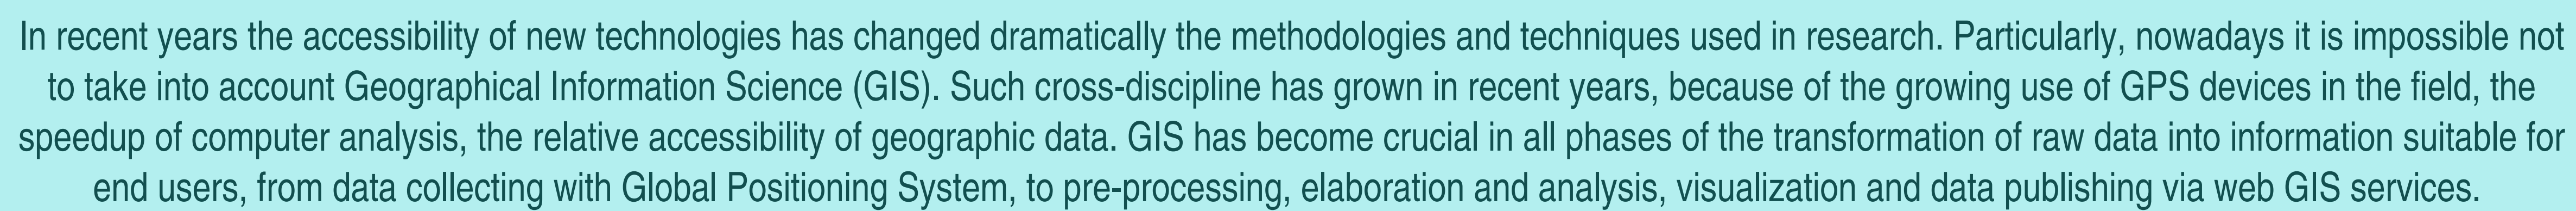 In recent years the accessibility of new technologies has changed dramatically the methodologies and techniques used in research. Particularly, nowadays it is impossible not
to take into account Geographical Information Science (GIS). Such cross-discipline has grown in recent years, because of the growing use of GPS devices in the field, the
speedup of computer analysis, the relative accessibility of geographic data. GIS has become crucial in all phases of the transformation of raw data into information suitable for
end users, from data collecting with Global Positioning System, to pre-processing, elaboration and analysis, visualization and data publishing via web GIS services.